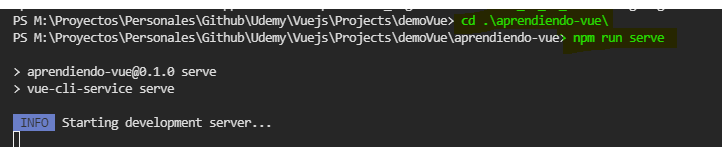 PS M:\Proyectos\Personales\Github\Udemy\Vuejs\Projects\demoVue> cd .\aprendiendo-vue\
PS M:\Proyectos\Personales\Github\Udemy\Vuejs\Projects\demoVue\aprendiendo-vue> npm run serve
> aprendiendo-vue@0.1.0 serve
> vue-cli-service serve
INFO Starting development server...